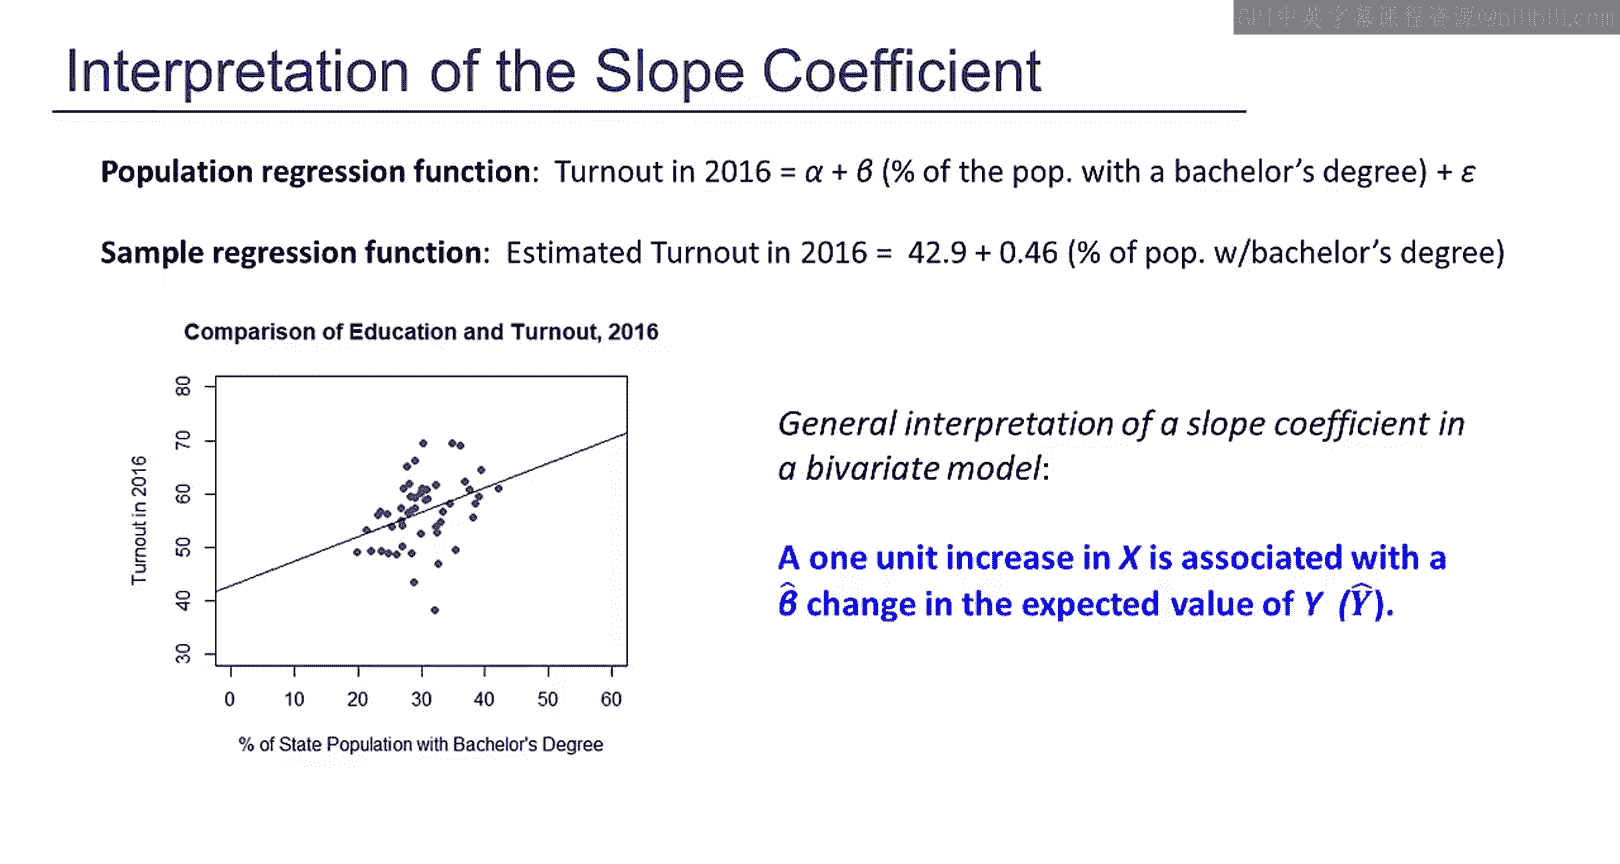 Interpretation of the Slope Coefficient
Population regression function: Turnout in 2016 = α + β (% of the pop. with a bachelor’s degree) + ε
Sample regression function: Estimated Turnout in 2016 = 42.9 + 0.46 (% of pop. w/bachelor’s degree)
Comparison of Education and Turnout, 2016
80
70
60
50
40
30
Turnout in 2016
0 10 20 30 40 50 60
% of State Population with Bachelor's Degree
General interpretation of a slope coefficient in
a bivariate model:
A one unit increase in X is associated with a
β̂ change in the expected value of Y (Ŷ).